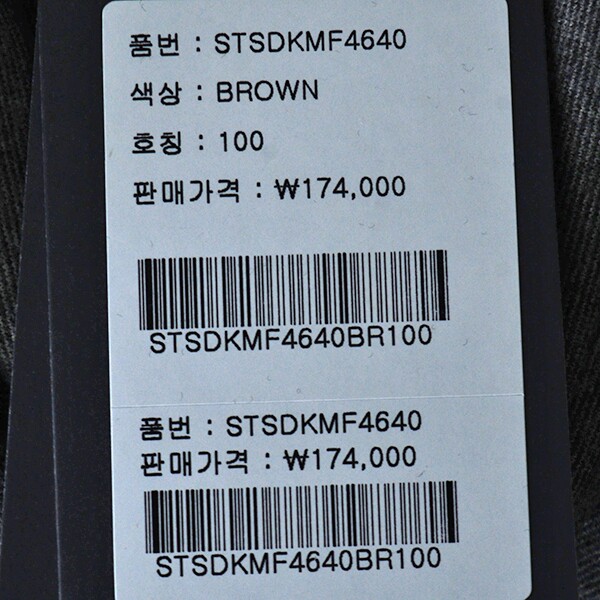 품번 : STSDKMF4640
색상 : BROWN
호칭 : 100
판매가격 : ₩174,000
STSDKMF4640BR100
품번 : STSDKMF4640
판매가격 : ₩174,000
STSDKMF4640BR100